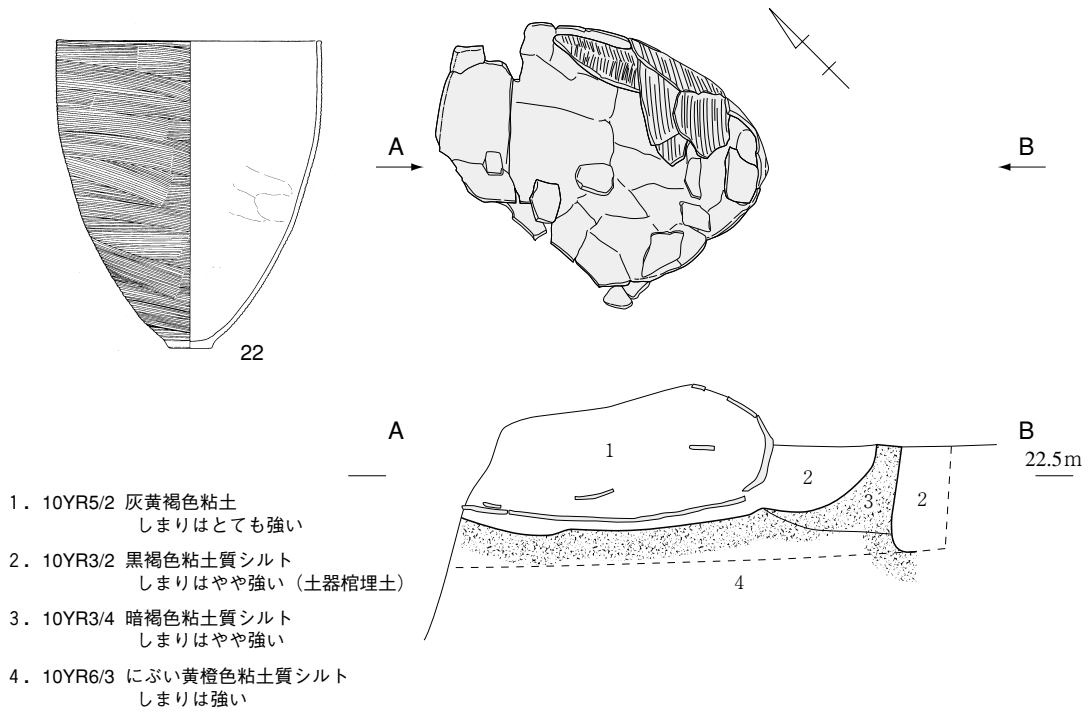 22
A
B
A
B
22.5m
1
2
3
2
4
1. 10YR5/2 灰黄褐色粘土
しまりはとても強い
2. 10YR3/2 黒褐色粘土質シルト
しまりはやや強い（土器棺埋土）
3. 10YR3/4 暗褐色粘土質シルト
しまりはやや強い
4. 10YR6/3 にぶい黄橙色粘土質シルト
しまりは強い